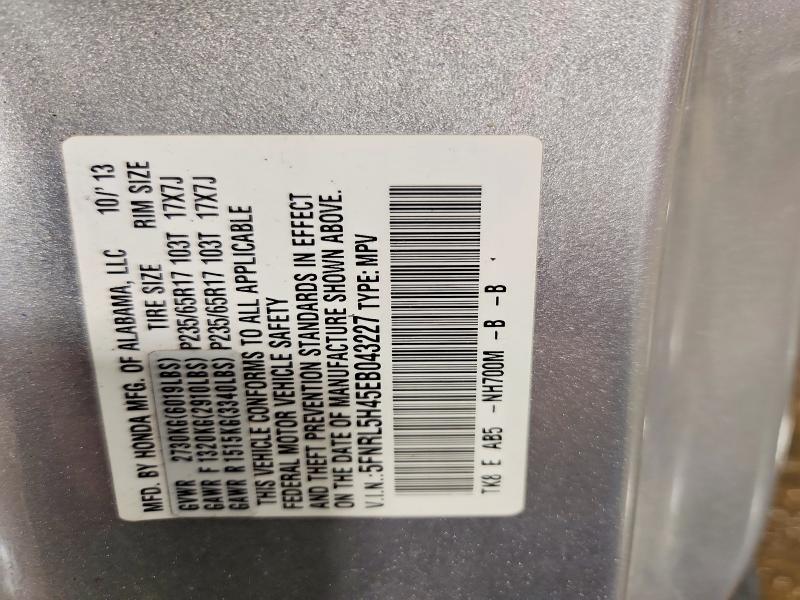 MFD. BY HONDA MFG. OF ALABAMA, LLC 10/'13
TIRE SIZE RIM SIZE
GVWR 2730KG(6019LBS)
GAWR F 1320KG(2910LBS) P235/65R17 103T 17X7J
GAWR R 1515KG(3340LBS) P235/65R17 103T 17X7J
THIS VEHICLE CONFORMS TO ALL APPLICABLE
FEDERAL MOTOR VEHICLE SAFETY
AND THEFT PREVENTION STANDARDS IN EFFECT
ON THE DATE OF MANUFACTURE SHOWN ABOVE.
V.I.N.:5FNRL5H45EB043227 TYPE: MPV
TK8 E AB5 -NH700M -B -B